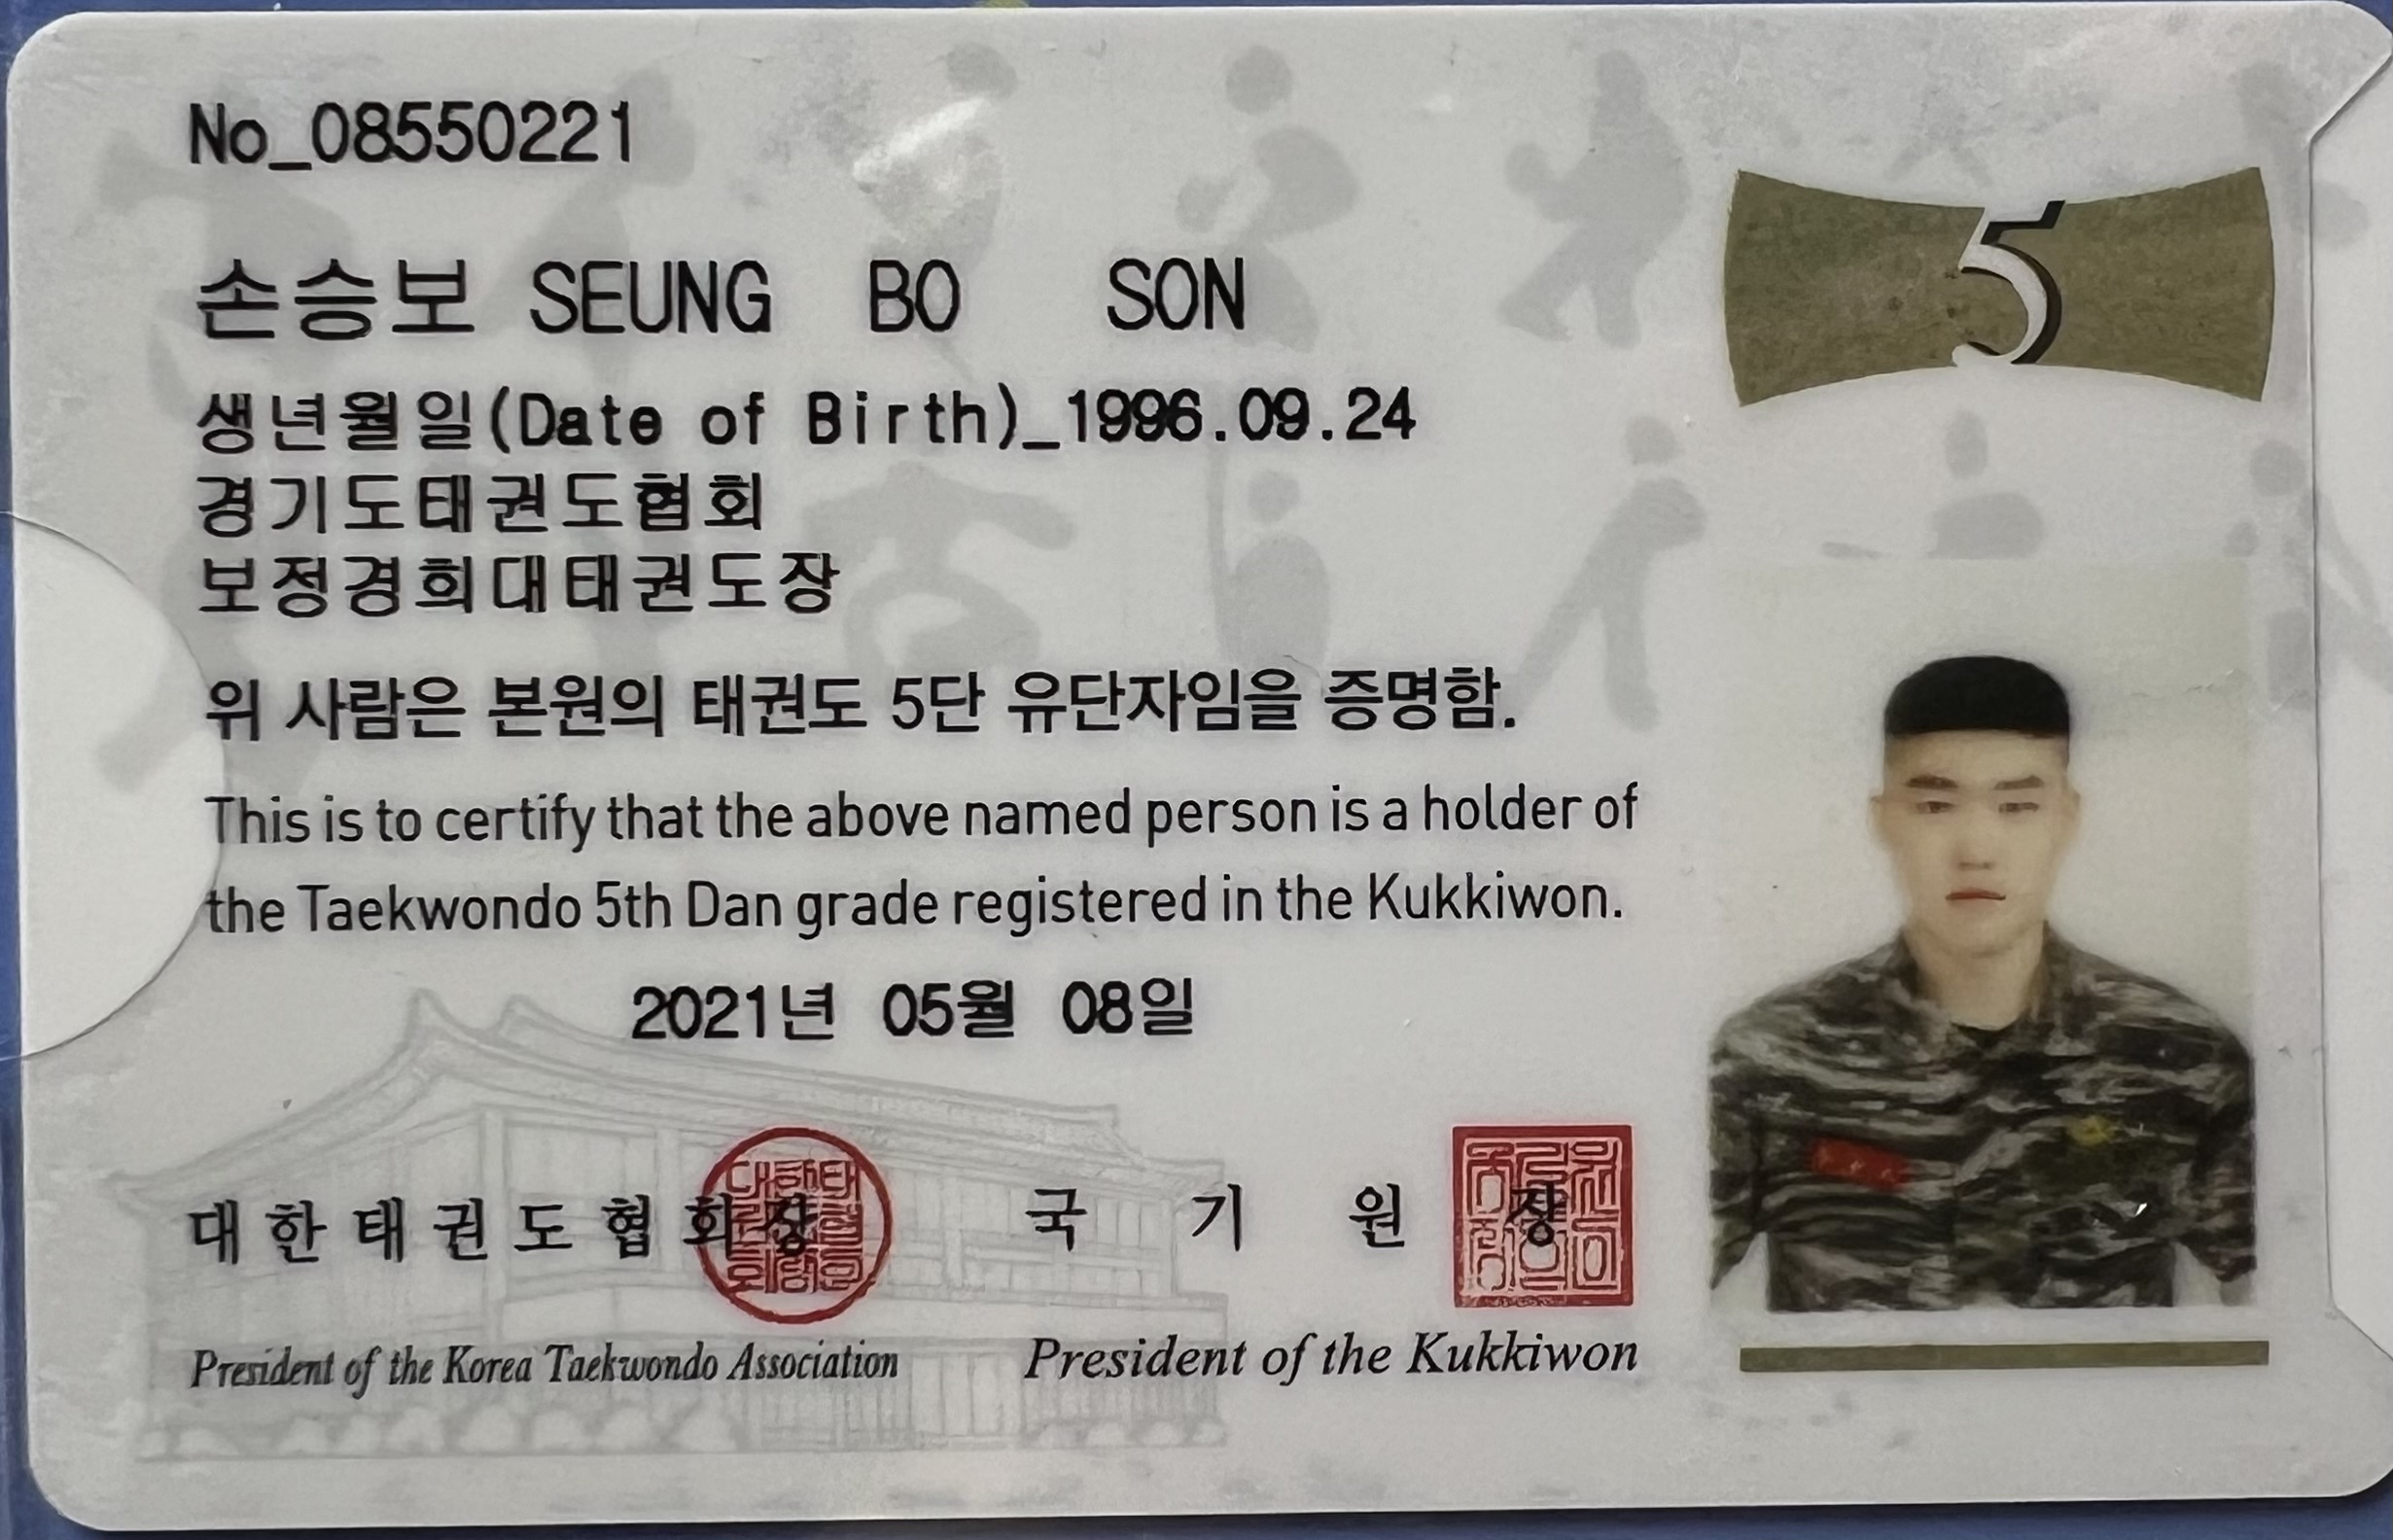 No_08550221
5
손승보 SEUNG BO SON
생년월일(Date of Birth)_1996.09.24
경기도태권도협회
보정경희대태권도장
위 사람은 본원의 태권도 5단 유단자임을 증명함.
This is to certify that the above named person is a holder of
the Taekwondo 5th Dan grade registered in the Kukkiwon.
2021년 05월 08일
대한태권도협회장
President of the Korea Taekwondo Association
국기원장
President of the Kukkiwon